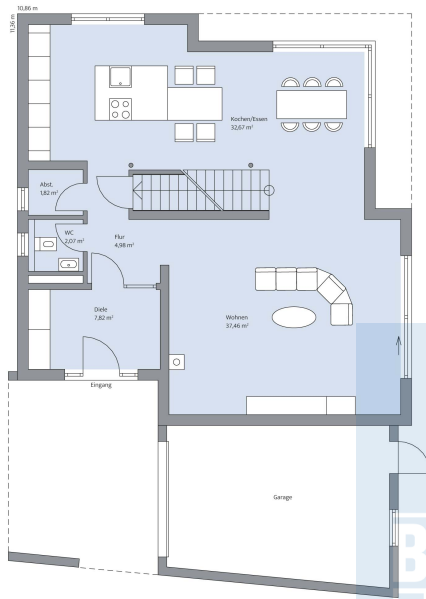 10,86 m
11,36 m
Kochen/Essen
32,67 m²
Abst.
1,82 m²
WC
2,07 m²
Flur
4,98 m²
Diele
7,82 m²
Wohnen
37,46 m²
Eingang
Garage
B